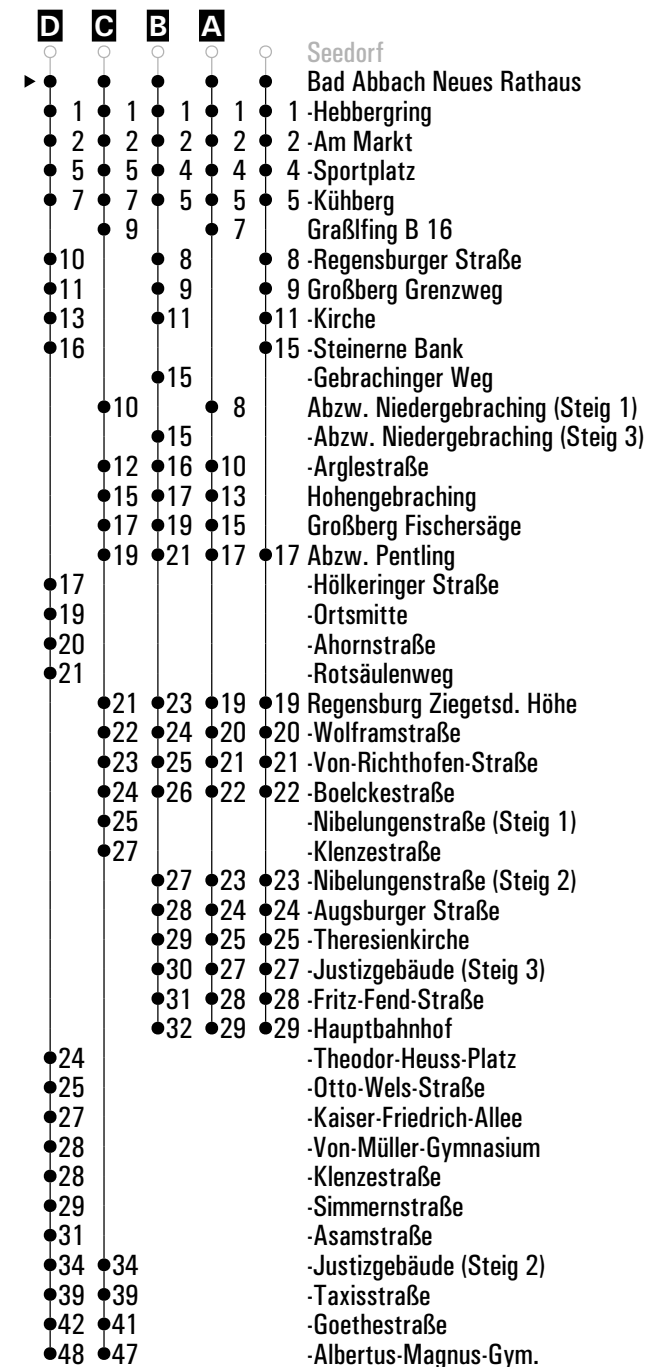 D C B A
Seedorf
Bad Abbach Neues Rathaus
1 1 1 1 1 -Hebbergring
2 2 2 2 2 -Am Markt
5 5 4 4 4 -Sportplatz
7 7 5 5 5 -Kühberg
9 7 Graßlfing B 16
10 8 8 -Regensburger Straße
11 9 9 Großberg Grenzweg
13 11 11 -Kirche
16 15 -Steinerne Bank
15 -Gebrachinger Weg
10 8 Abzw. Niedergebraching (Steig 1)
15 -Abzw. Niedergebraching (Steig 3)
12 16 10 -Arglestraße
15 17 13 Hohengebraching
17 19 15 Großberg Fischersäge
19 21 17 17 Abzw. Pentling
17 -Hölkeringer Straße
19 -Ortsmitte
20 -Ahornstraße
21 -Rotsäulenweg
21 23 19 19 Regensburg Ziegetsd. Höhe
22 24 20 20 -Wolframstraße
23 25 21 21 -Von-Richthofen-Straße
24 26 22 22 -Boelckestraße
25 -Nibelungenstraße (Steig 1)
27 -Klenzestraße
27 23 23 -Nibelungenstraße (Steig 2)
28 24 24 -Augsburger Straße
29 25 25 -Theresienkirche
30 27 27 -Justizgebäude (Steig 3)
31 28 28 -Fritz-Fend-Straße
32 29 29 -Hauptbahnhof
24 -Theodor-Heuss-Platz
25 -Otto-Wels-Straße
27 -Kaiser-Friedrich-Allee
28 -Von-Müller-Gymnasium
28 -Klenzestraße
29 -Simmernstraße
31 -Asamstraße
34 34 -Justizgebäude (Steig 2)
39 39 -Taxisstraße
42 41 -Goethestraße
48 47 -Albertus-Magnus-Gym.